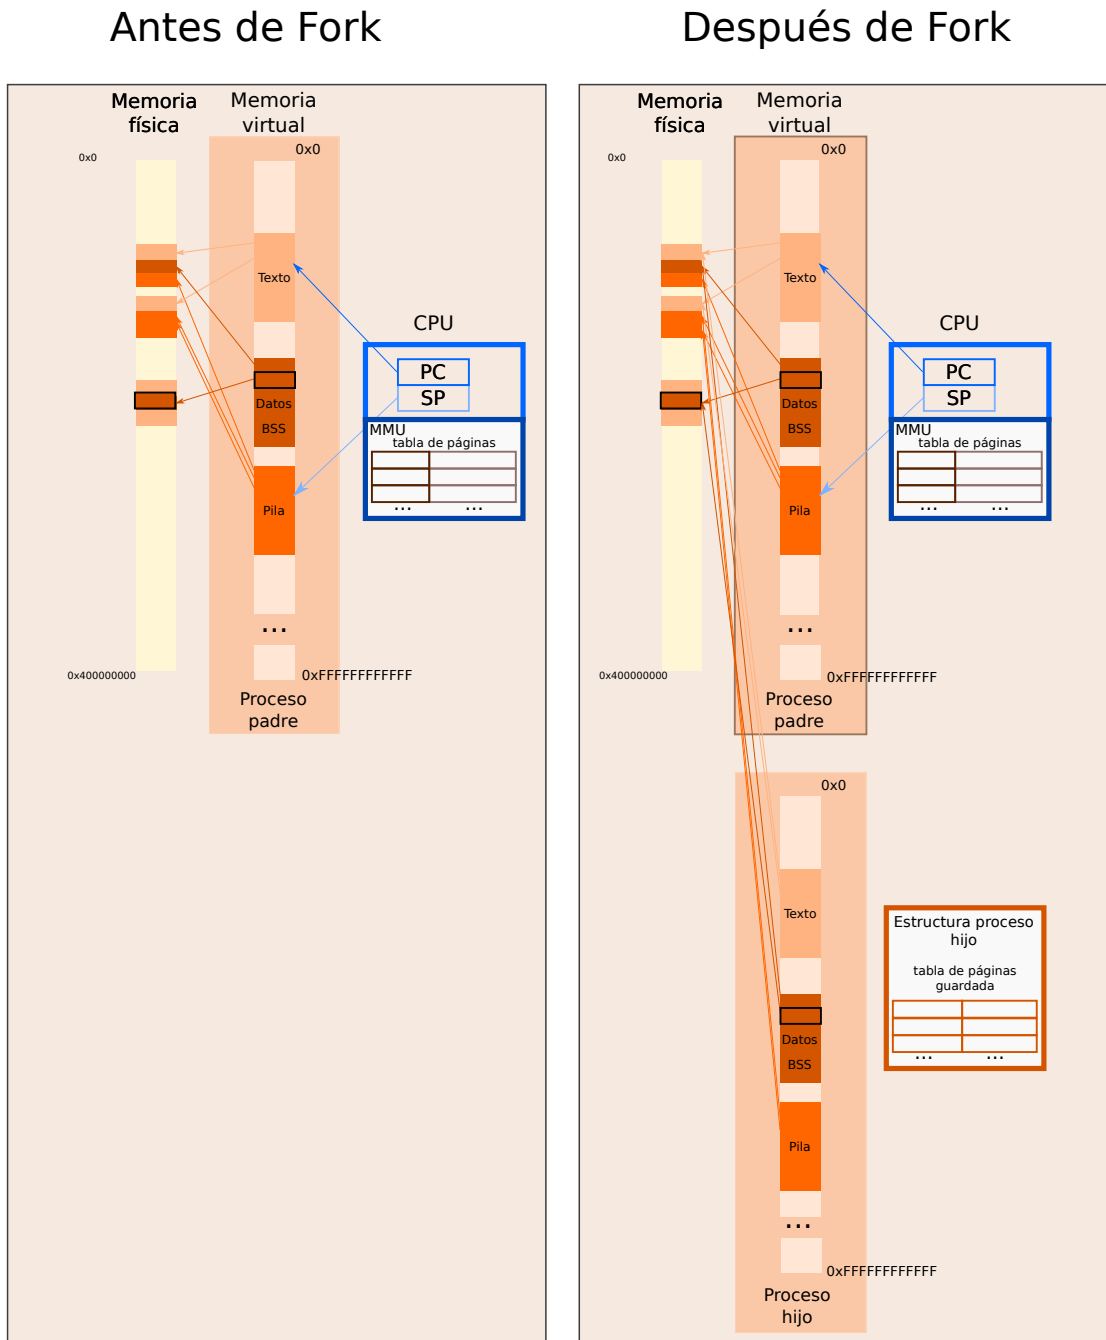 Antes de Fork
Memoria
física
Memoria
virtual
0x0
0x0
Texto
CPU
PC
SP
Datos
BSS
MMU
tabla de páginas
... ...
Pila
...
0x400000000
0xFFFFFFFFFFFF
Proceso
padre
Después de Fork
Memoria
física
Memoria
virtual
0x0
0x0
Texto
CPU
PC
SP
Datos
BSS
MMU
tabla de páginas
... ...
Pila
...
0x400000000
0xFFFFFFFFFFFF
Proceso
padre
0x0
Texto
Estructura proceso
hijo
tabla de páginas
guardada
... ...
Datos
BSS
Pila
...
0xFFFFFFFFFFFF
Proceso
hijo